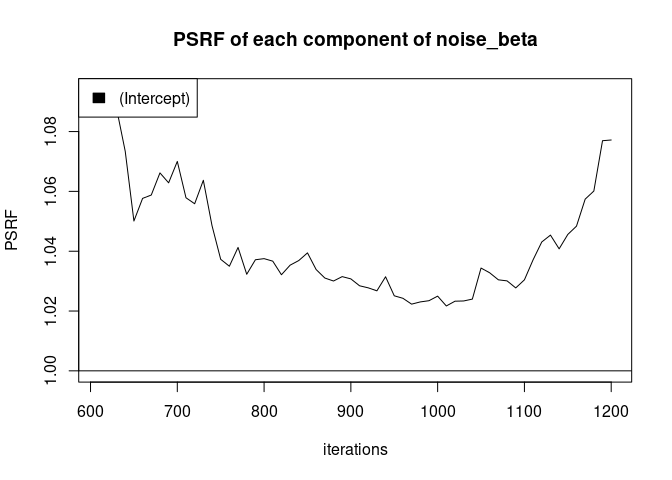 PSRF of each component of noise_beta
(Intercept)
PSRF
1.08
1.06
1.04
1.02
1.00
600 700 800 900 1000 1100 1200
iterations